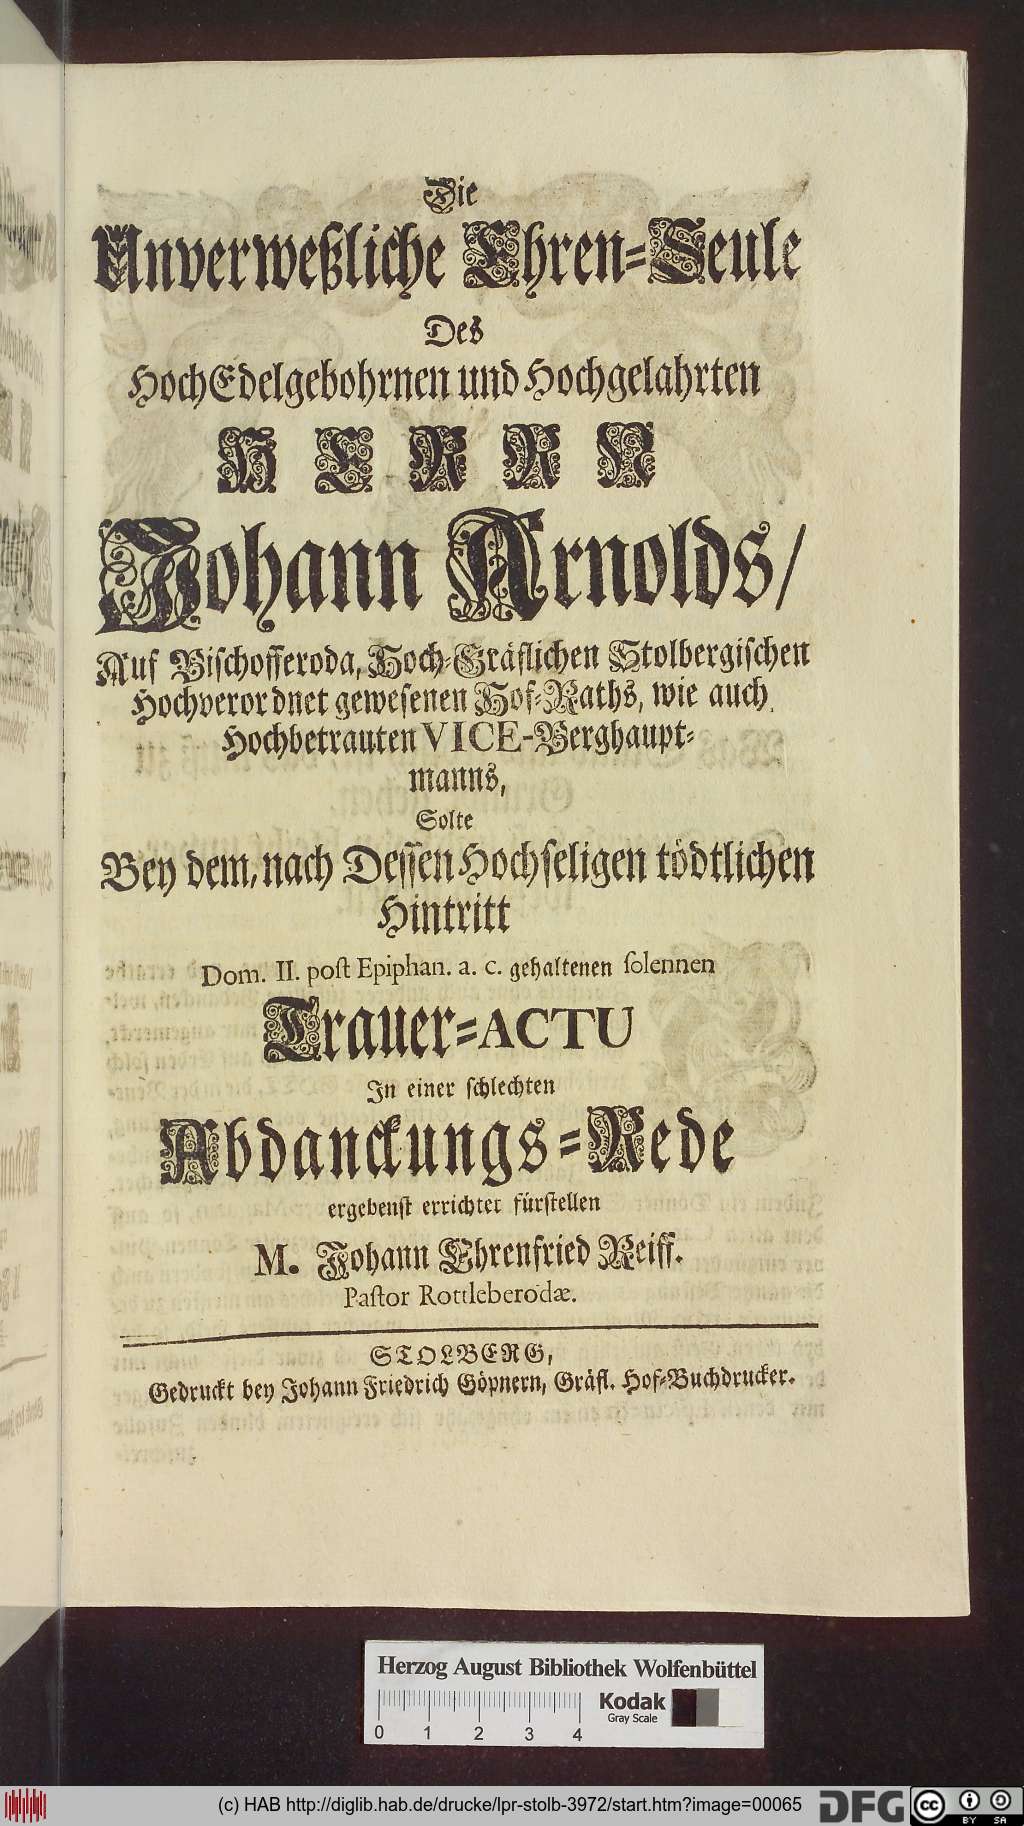 Die
Unverweßliche Ehren-Seule
Des
HochEdelgebohrnen und Hochgelahrten
HERRN
Johann Arnolds/
Auf Bischofferoda, Hoch-Gräflichen Stolbergischen
Hochverordnet gewesenen Hof-Raths, wie auch
Hochbetrauten VICE-Berghaupt-
manns,
Solte
Bey dem, nach Dessen Hochseligen tödtlichen
Hintritt
Dom. II. post Epiphan. a. c. gehaltenen solennen
Trauer-ACTU
In einer schlechten
Abdanckungs-Rede
ergebenst errichtet fürstellen
M. Johann Ehrenfried Reiff.
Pastor Rottleberodæ.
STOLBERG,
Gedruckt bey Johann Friedrich Göpnern, Gräfl. Hof-Buchdrucker.
Herzog August Bibliothek Wolfenbüttel
Kodak
Gray Scale
0 1 2 3 4
(c) HAB http://diglib.hab.de/drucke/lpr-stolb-3972/start.htm?image=00065
DFG
cc BY SA